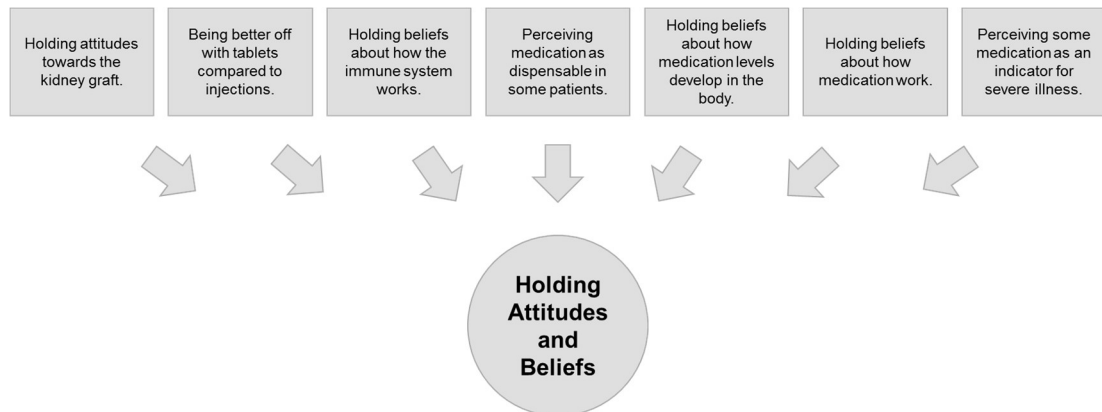 Holding attitudes
towards the
kidney graft.
Being better off
with tablets
compared to
injections.
Holding beliefs
about how the
immune system
works.
Perceiving
medication as
dispensable in
some patients.
Holding beliefs
about how
medication levels
develop in the
body.
Holding beliefs
about how
medication work.
Perceiving some
medication as an
indicator for
severe illness.
Holding
Attitudes
and
Beliefs